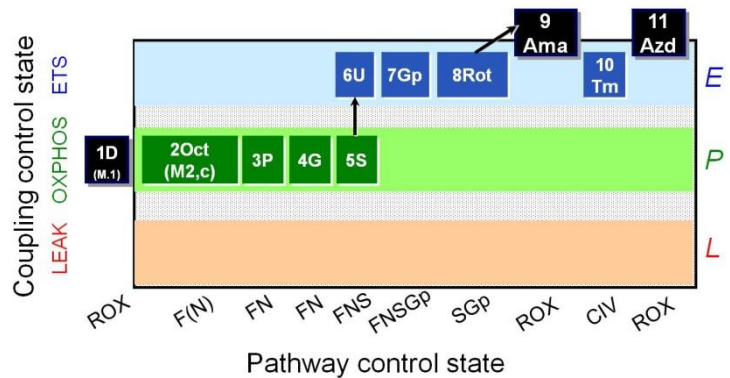 9
Ama
11
Azd
6U
7Gp
8Rot
10
Tm
E
1D
(M.1)
2Oct
(M2,c)
3P
4G
5S
P
L
Coupling control state
LEAK OXPHOS ETS
ROX
F(N)
FN
FN
FNS
FNSGp
SGp
ROX
CIV
ROX
Pathway control state